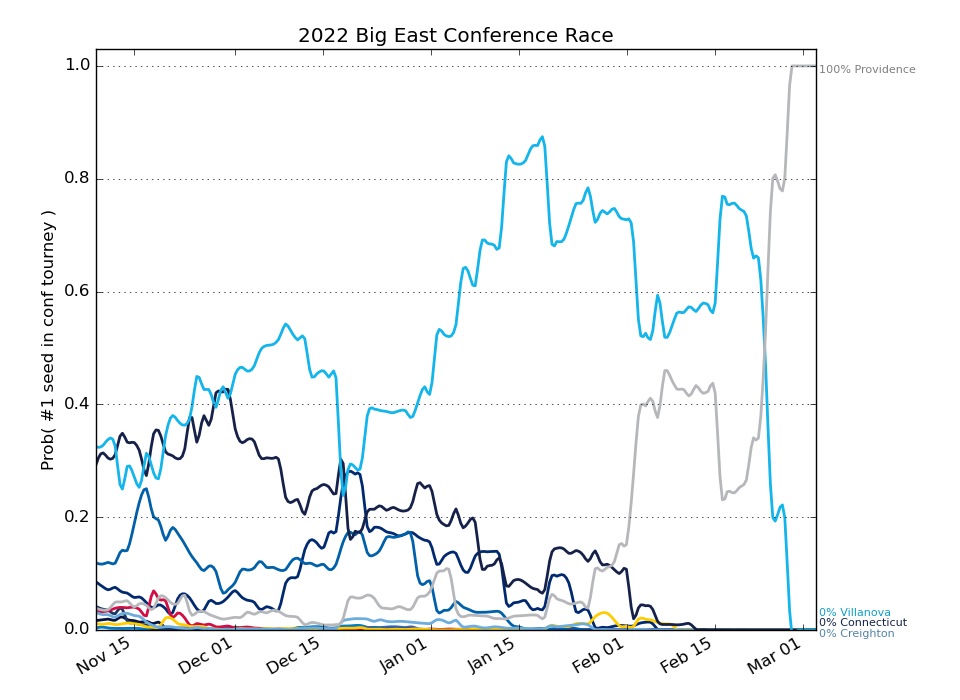 2022 Big East Conference Race
Prob( #1 seed in conf tourney )
1.0
0.8
0.6
0.4
0.2
0.0
100% Providence
0% Villanova
0% Connecticut
0% Creighton
Nov 15
Dec 01
Dec 15
Jan 01
Jan 15
Feb 01
Feb 15
Mar 01